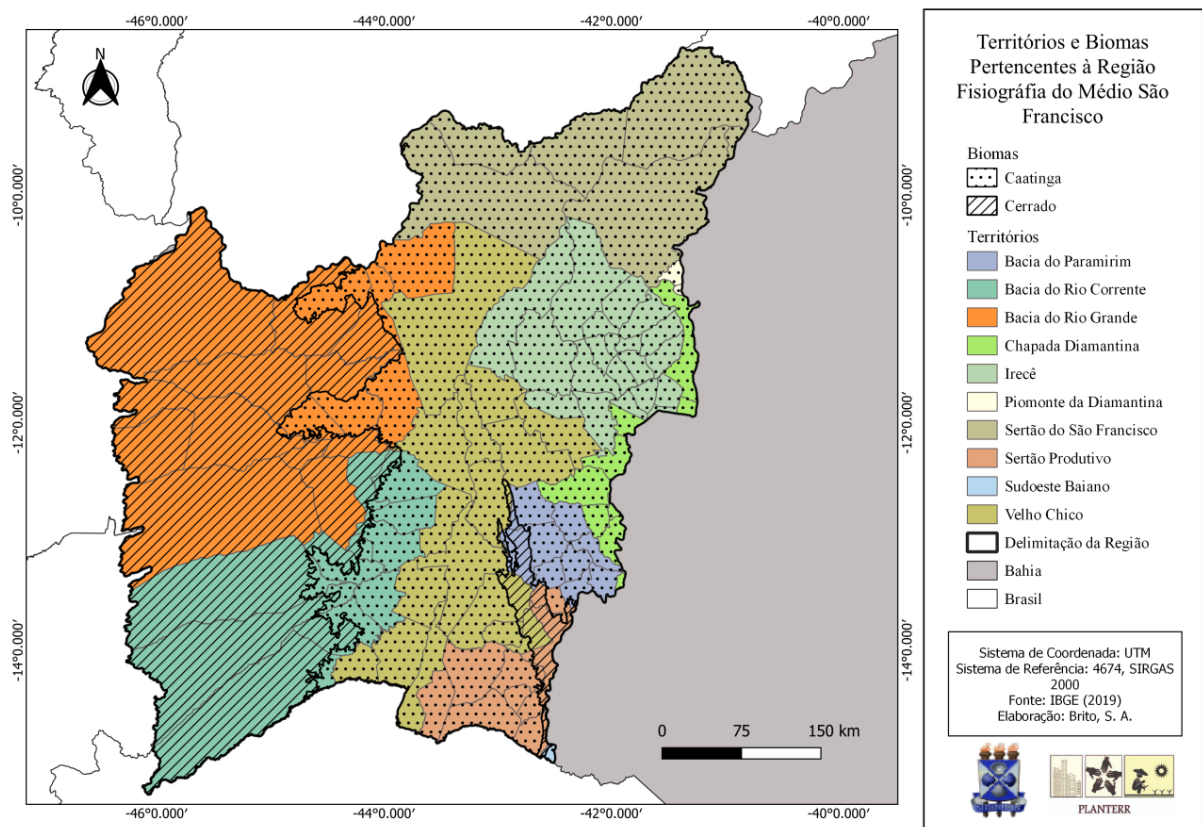 -46°0.000′
-44°0.000′
-42°0.000′
-40°0.000′
N
-10°0.000′
-10°0.000′
-12°0.000′
-12°0.000′
-14°0.000′
-14°0.000′
0
75
150 km
-46°0.000′
-44°0.000′
-42°0.000′
-40°0.000′
Territórios e Biomas
Pertencentes à Região
Fisiográfia do Médio São
Francisco
Biomas
Caatinga
Cerrado
Territórios
Bacia do Paramirim
Bacia do Rio Corrente
Bacia do Rio Grande
Chapada Diamantina
Irecê
Piomonte da Diamantina
Sertão do São Francisco
Sertão Produtivo
Sudoeste Baiano
Velho Chico
Delimitação da Região
Bahia
Brasil
Sistema de Coordenada: UTM
Sistema de Referência: 4674, SIRGAS
2000
Fonte: IBGE (2019)
Elaboração: Brito, S. A.
PLANTERR